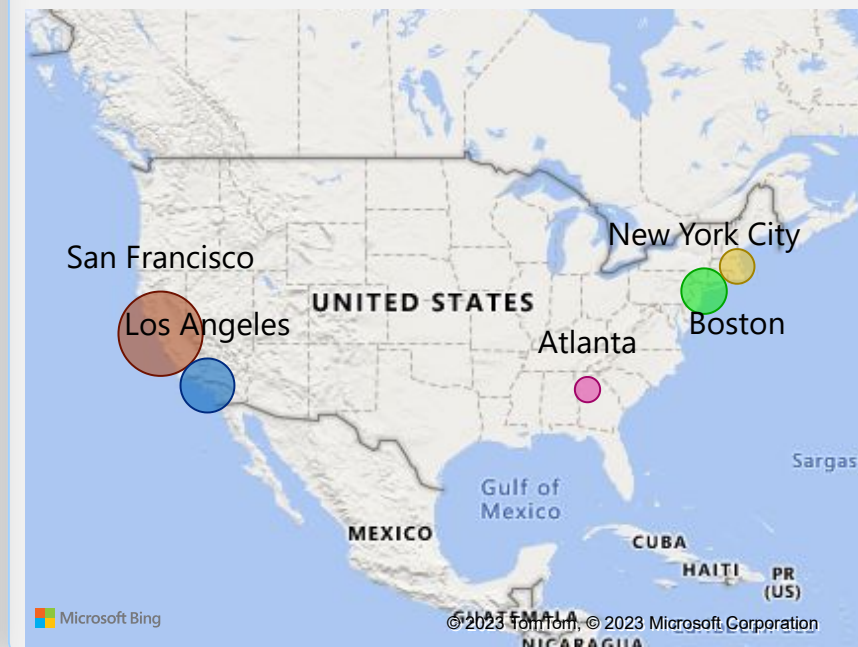 New York City
San Francisco
UNITED STATES
Los Angeles
Boston
Atlanta
Sargas
Gulf of
Mexico
MEXICO
CUBA
HAITI
PR
(US)
Microsoft Bing
GUATEMALA
© 2023 TomTom, © 2023 Microsoft Corporation
NICARAGUA